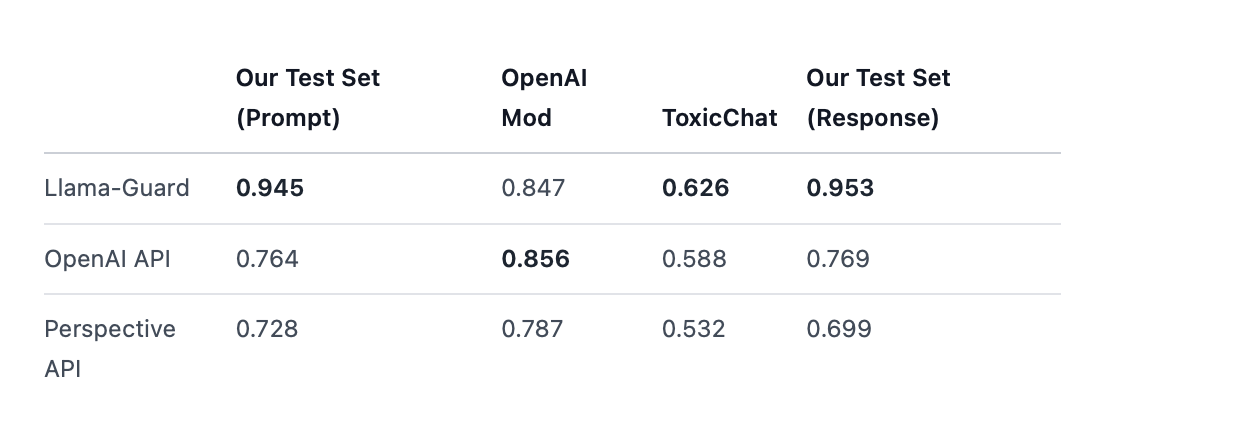 Our Test Set OpenAI Our Test Set
(Prompt) Mod ToxicChat (Response)
Llama-Guard 0.945 0.847 0.626 0.953
OpenAI API 0.764 0.856 0.588 0.769
Perspective 0.728 0.787 0.532 0.699
API